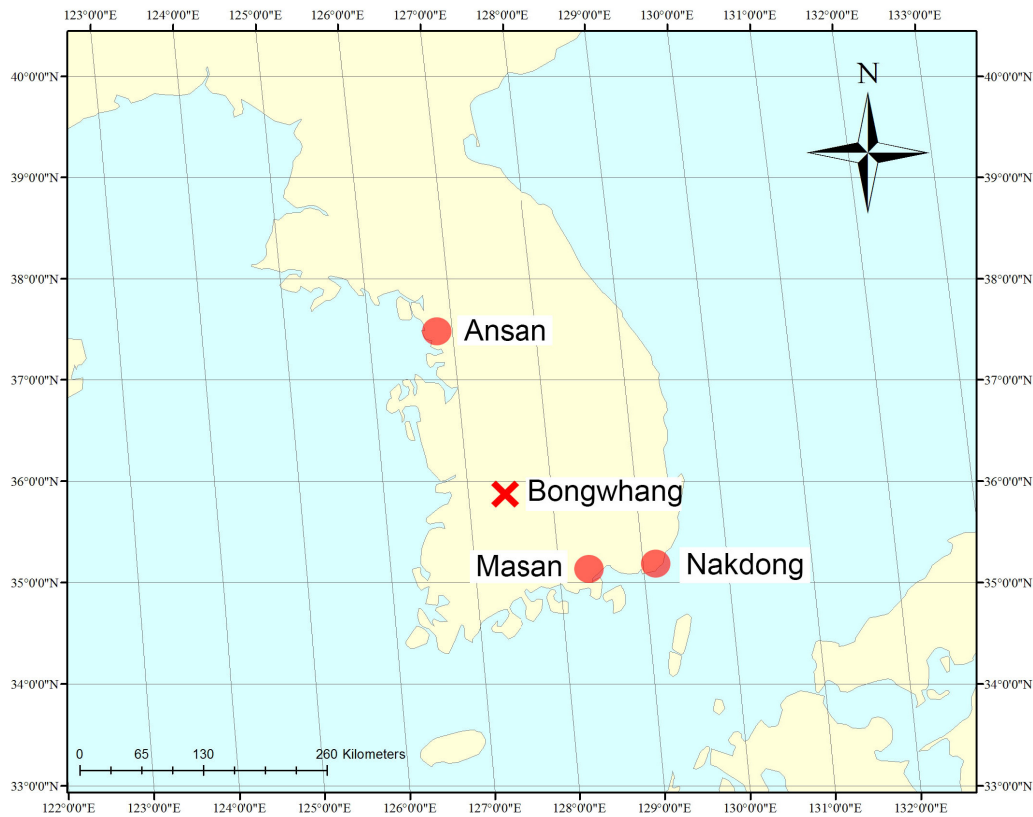 123°0'0"E 124°0'0"E 125°0'0"E 126°0'0"E 127°0'0"E 128°0'0"E 129°0'0"E 130°0'0"E 131°0'0"E 132°0'0"E 133°0'0"E
N
40°0'0"N 40°0'0"N
39°0'0"N 39°0'0"N
38°0'0"N 38°0'0"N
Ansan
37°0'0"N 37°0'0"N
36°0'0"N 36°0'0"N
Bongwhang
Masan
Nakdong
35°0'0"N 35°0'0"N
34°0'0"N 34°0'0"N
0 65 130 260 Kilometers
33°0'0"N 33°0'0"N
122°0'0"E 123°0'0"E 124°0'0"E 125°0'0"E 126°0'0"E 127°0'0"E 128°0'0"E 129°0'0"E 130°0'0"E 131°0'0"E 132°0'0"E